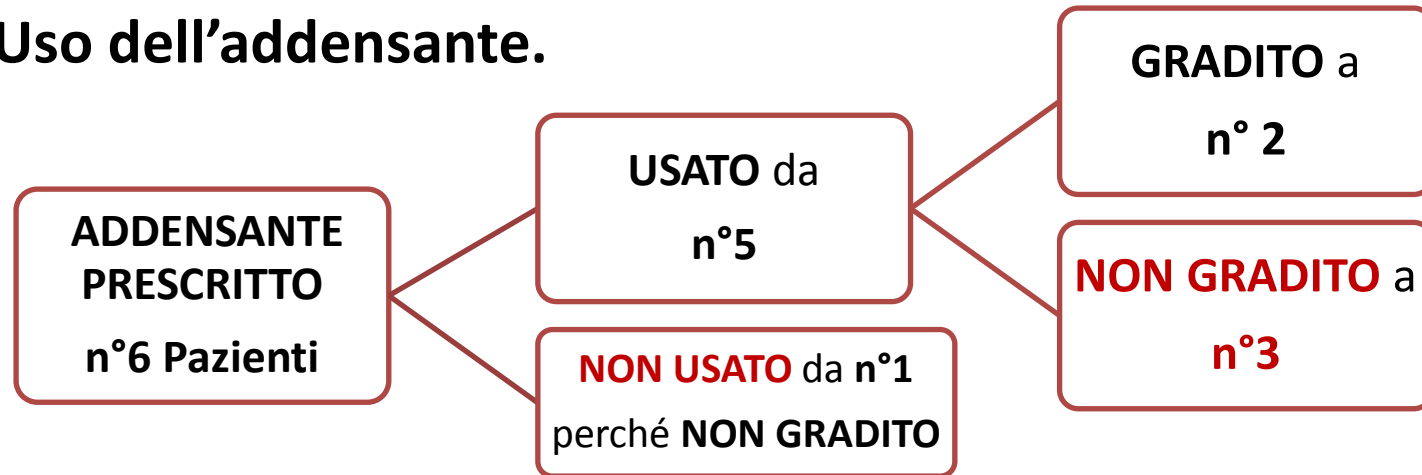 Uso dell’addensante.
ADDENSANTE
PRESCRITTO
n°6 Pazienti
USATO da
n°5
NON USATO da n°1
perché NON GRADITO
GRADITO a
n° 2
NON GRADITO a
n°3